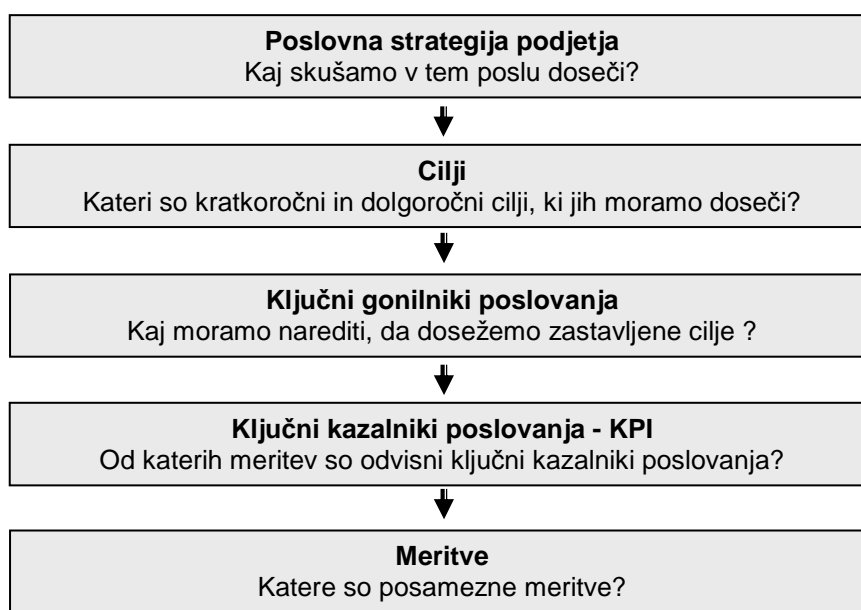 Poslovna strategija podjetja
Kaj skušamo v tem poslu doseči?
Cilji
Kateri so kratkoročni in dolgoročni cilji, ki jih moramo doseči?
Ključni gonilniki poslovanja
Kaj moramo narediti, da dosežemo zastavljene cilje ?
Ključni kazalniki poslovanja - KPI
Od katerih meritev so odvisni ključni kazalniki poslovanja?
Meritve
Katere so posamezne meritve?